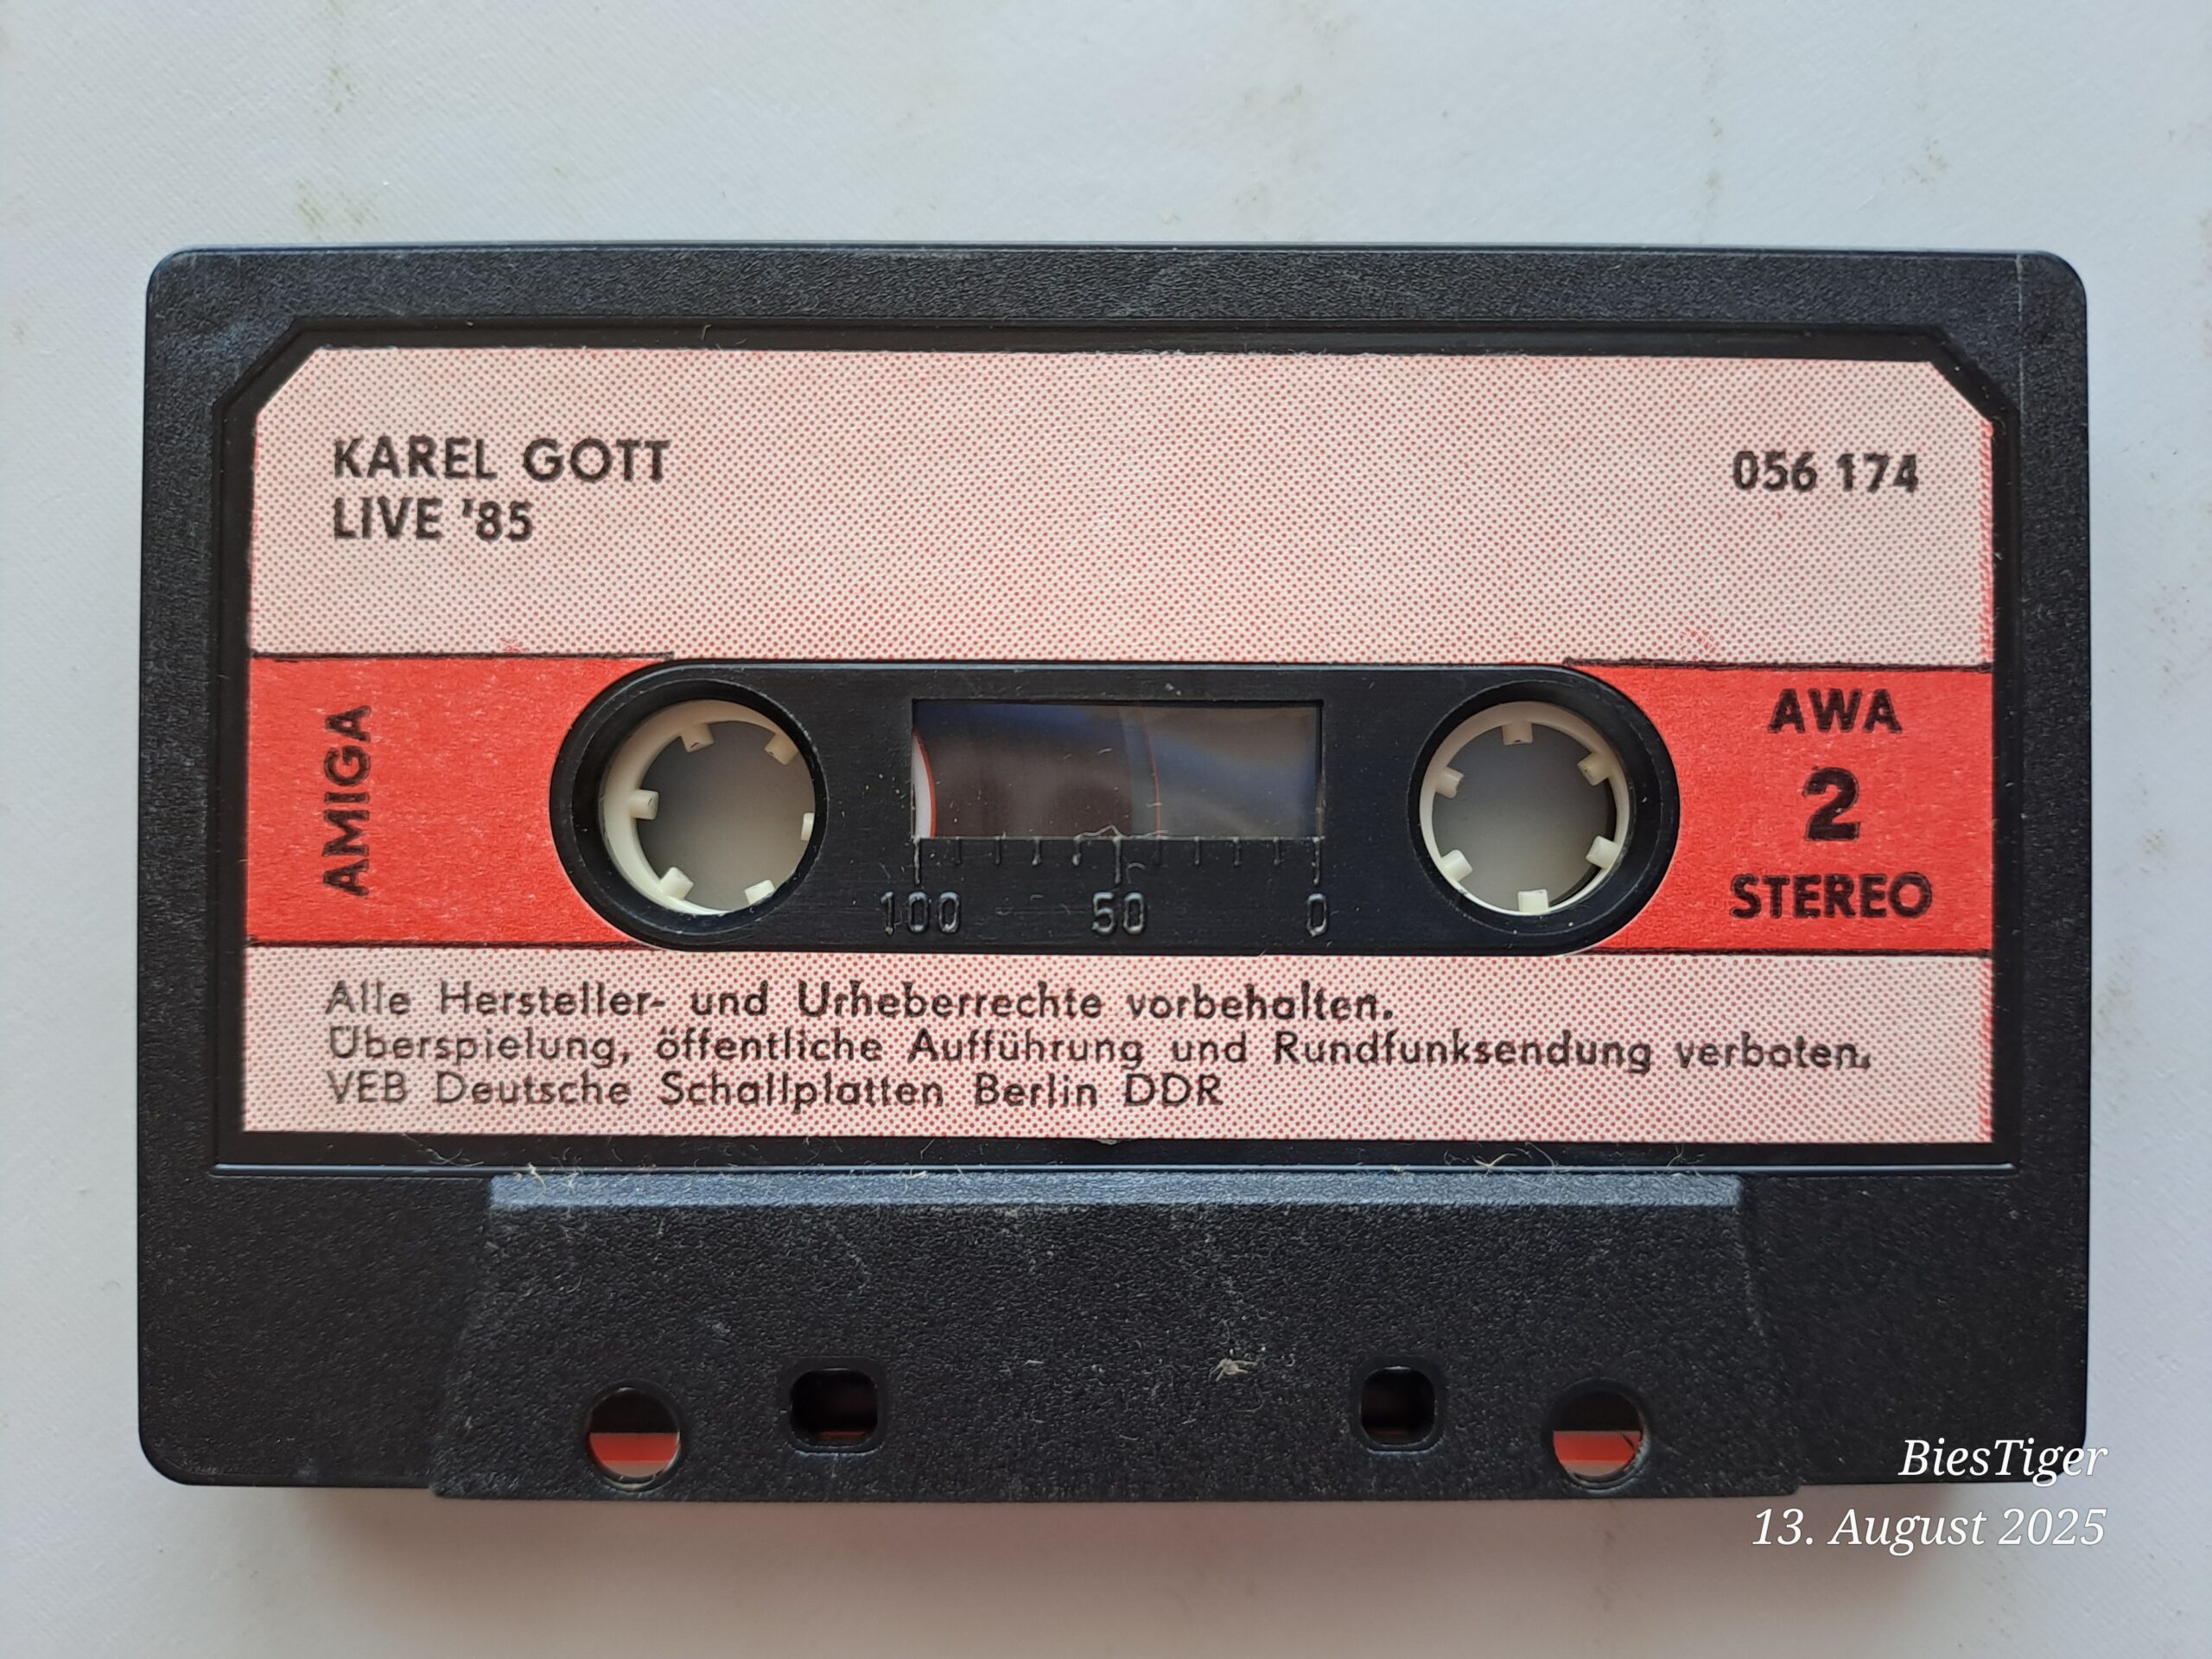 KAREL GOTT
LIVE '85
056 174
AMIGA
AWA
2
STEREO
100 50 0
Alle Hersteller- und Urheberrechte vorbehalten.
Überspielung, öffentliche Aufführung und Rundfunksendung verboten.
VEB Deutsche Schallplatten Berlin DDR
BiesTiger
13. August 2025